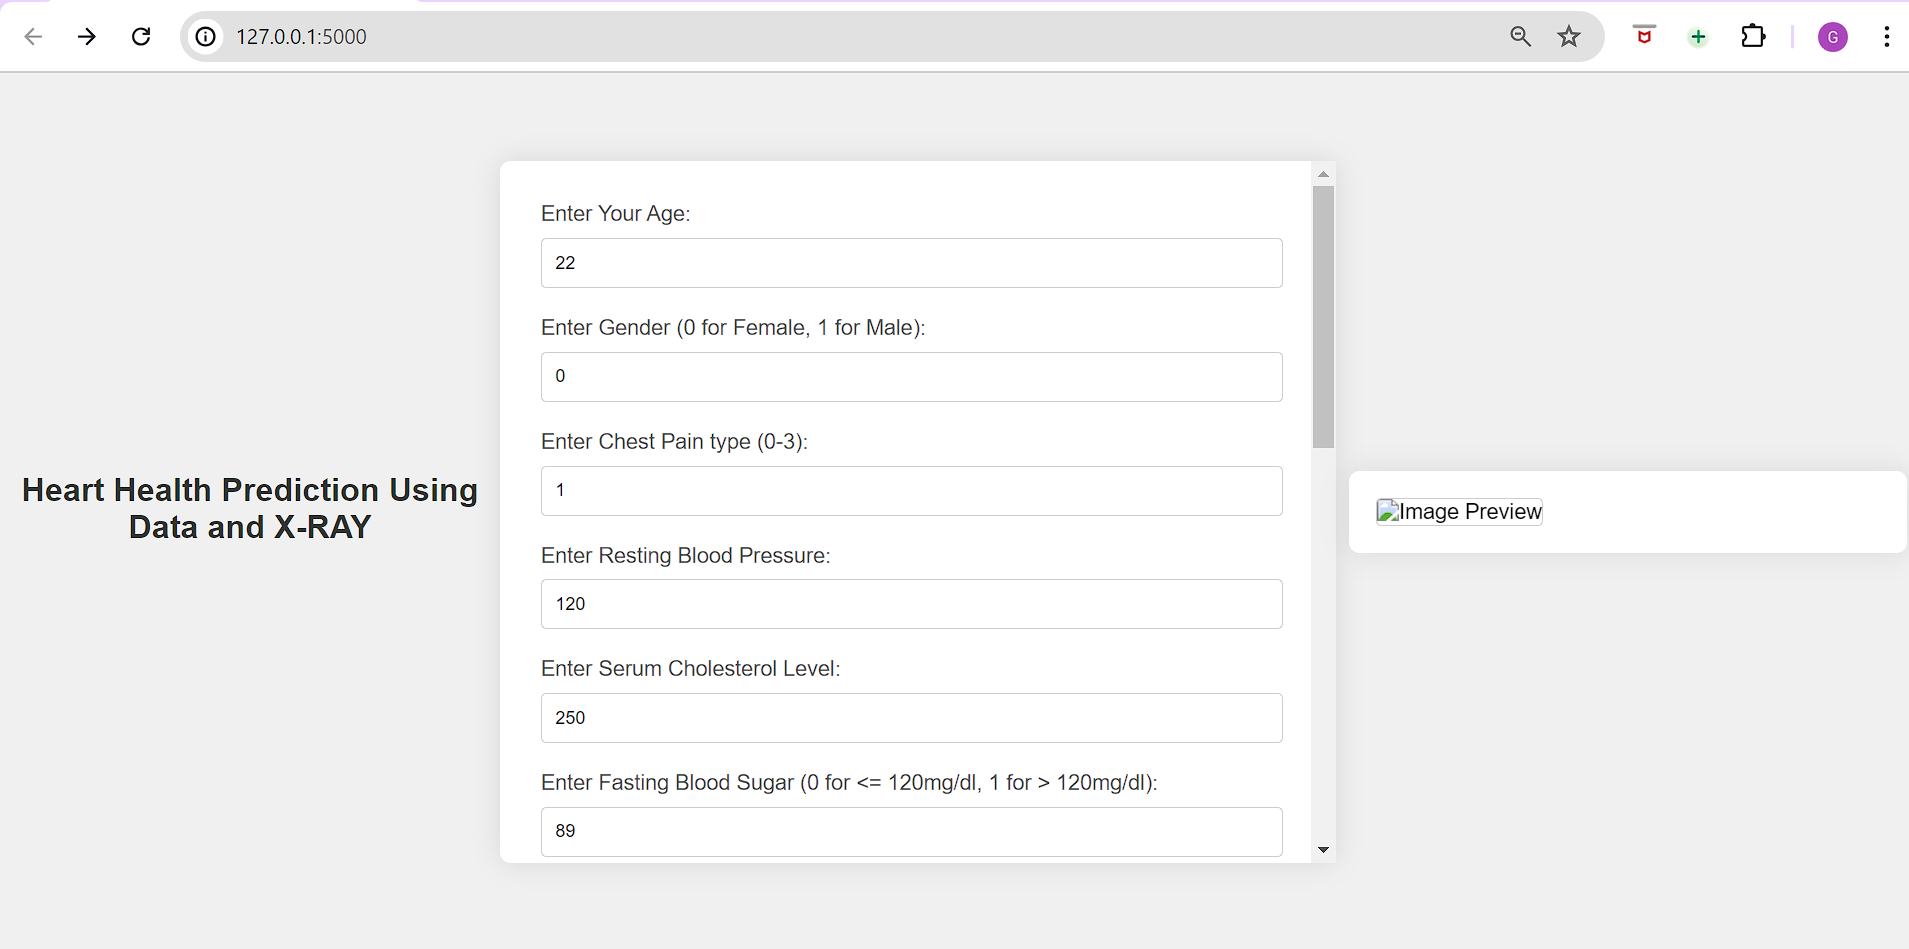 127.0.0.1:5000
G
Enter Your Age:
22
Enter Gender (0 for Female, 1 for Male):
0
Enter Chest Pain type (0-3):
1
Enter Resting Blood Pressure:
120
Enter Serum Cholesterol Level:
250
Enter Fasting Blood Sugar (0 for <= 120mg/dl, 1 for > 120mg/dl):
89
Heart Health Prediction Using
Data and X-RAY
Image Preview